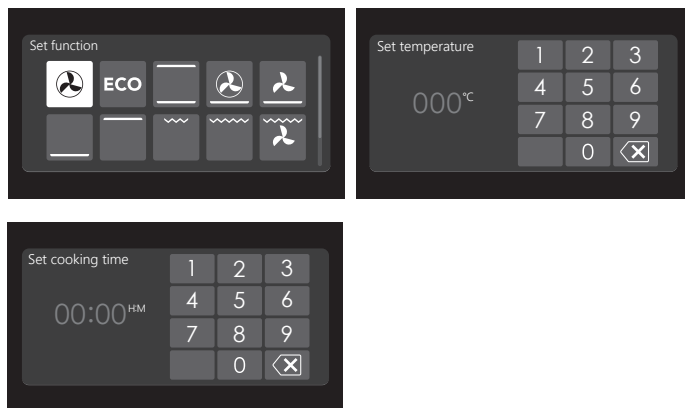 Set function
ECO
Set temperature
000°C
1 2 3
4 5 6
7 8 9
0
Set cooking time
00:00 H:M
1 2 3
4 5 6
7 8 9
0